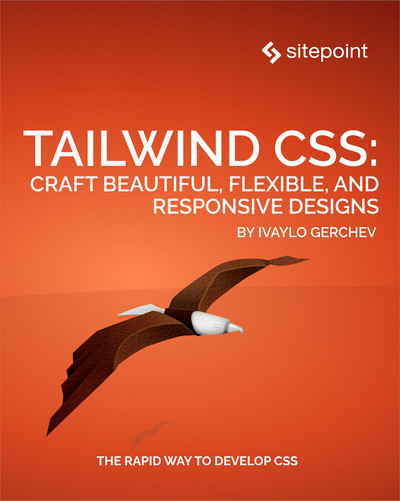 sitepoint
TAILWIND CSS:
CRAFT BEAUTIFUL, FLEXIBLE, AND
RESPONSIVE DESIGNS
BY IVAYLO GERCHEV
THE RAPID WAY TO DEVELOP CSS